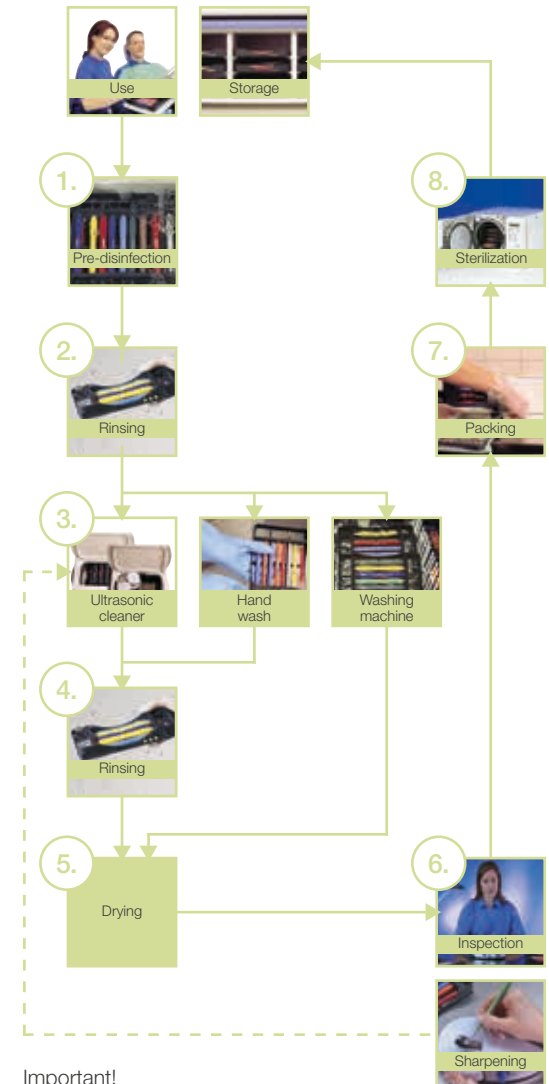 Use
Storage
1.
Pre-disinfection
8.
Sterilization
2.
Rinsing
7.
Packing
3.
Ultrasonic
cleaner
Hand
wash
Washing
machine
4.
Rinsing
5.
Drying
6.
Inspection
Sharpening
Important!